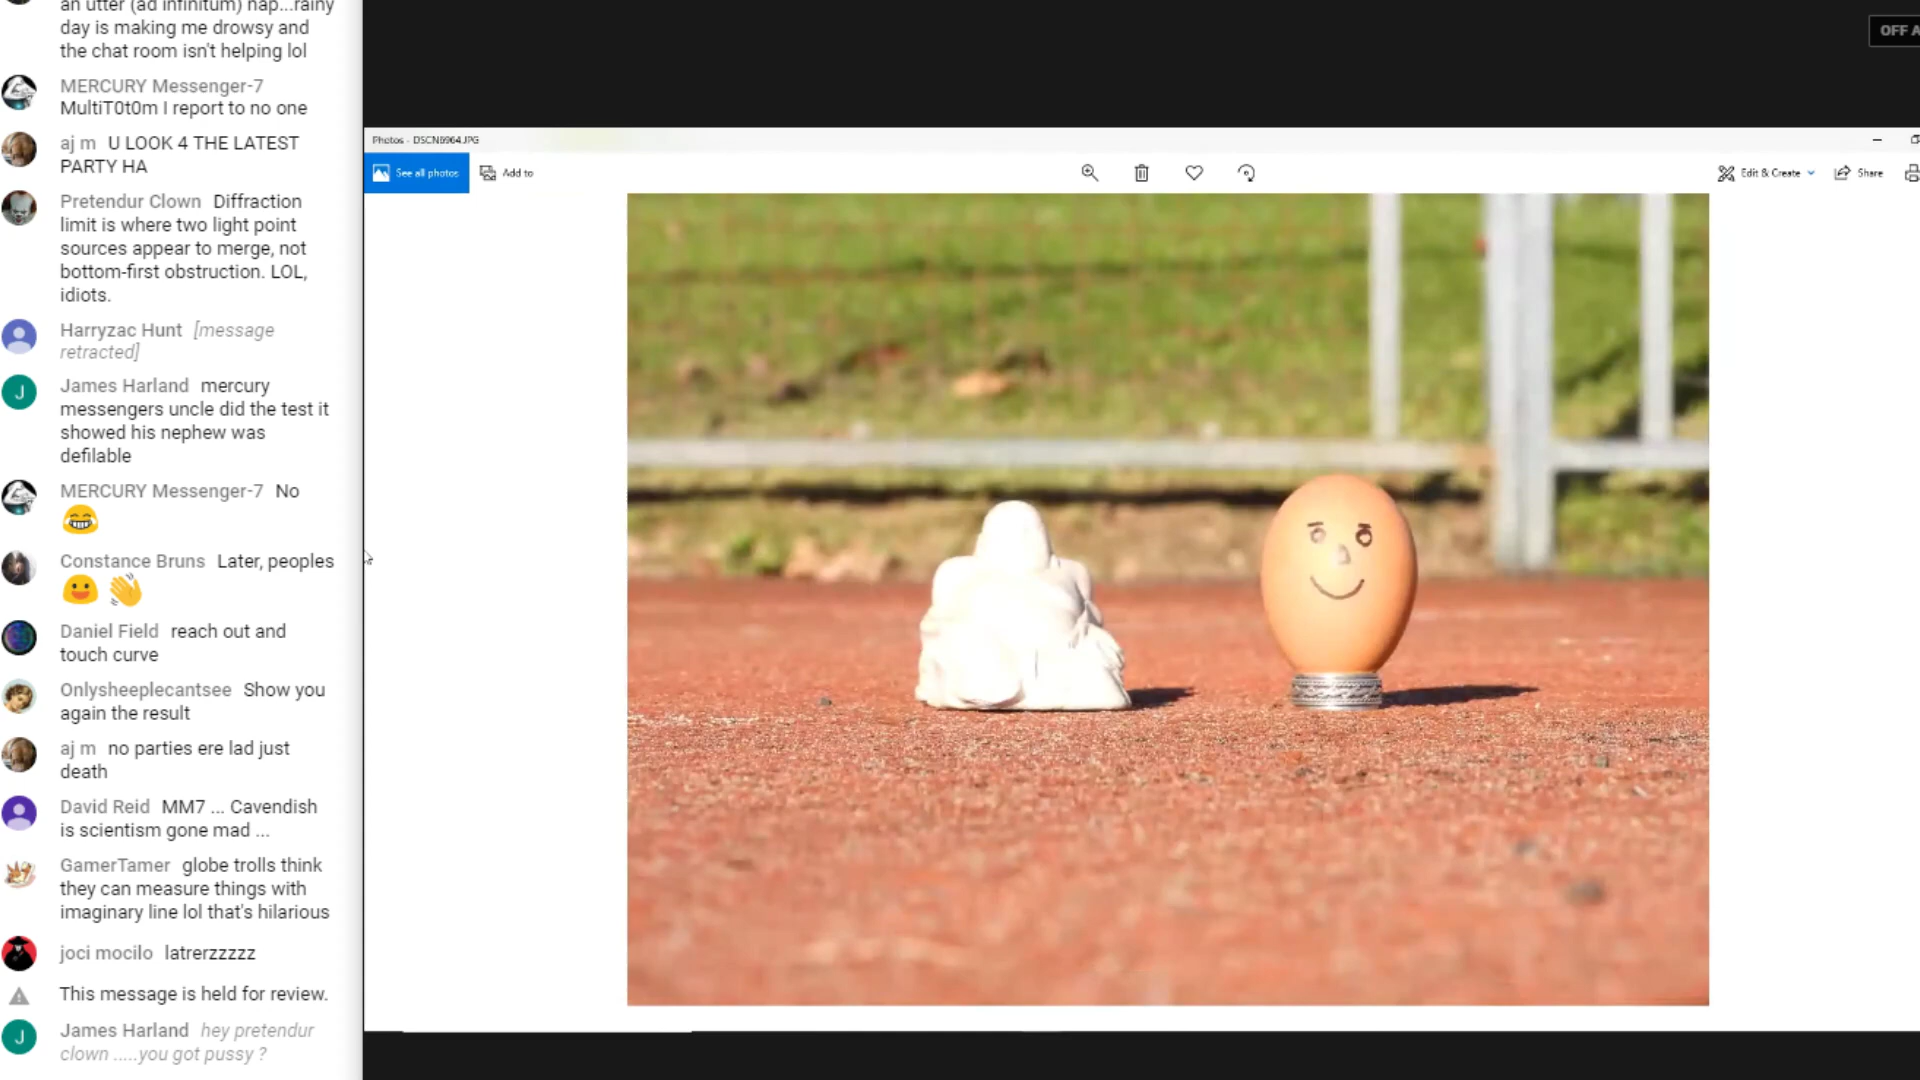 an utter (ad infinitum) nap...rainy
day is making me drowsy and
the chat room isn't helping lol
MERCURY Messenger-7
MultiT0t0m I report to no one
aj m U LOOK 4 THE LATEST
PARTY HA
Pretendur Clown Diffraction
limit is where two light point
sources appear to merge, not
bottom-first obstruction. LOL,
idiots.
Harryzac Hunt [message
retracted]
James Harland mercury
messengers uncle did the test it
showed his nephew was
defilable
MERCURY Messenger-7 No
Constance Bruns Later, peoples
Daniel Field reach out and
touch curve
Onlysheeplecantsee Show you
again the result
aj m no parties ere lad just
death
David Reid MM7 ... Cavendish
is scientism gone mad ...
GamerTamer globe trolls think
they can measure things with
imaginary line lol that's hilarious
joci mocilo latrerzzzzz
This message is held for review.
James Harland hey pretendur
clown .....you got pussy ?
J
J
OFF A
Photos - DSCN6964.JPG
See all photos
Add to
Edit & Create
Share